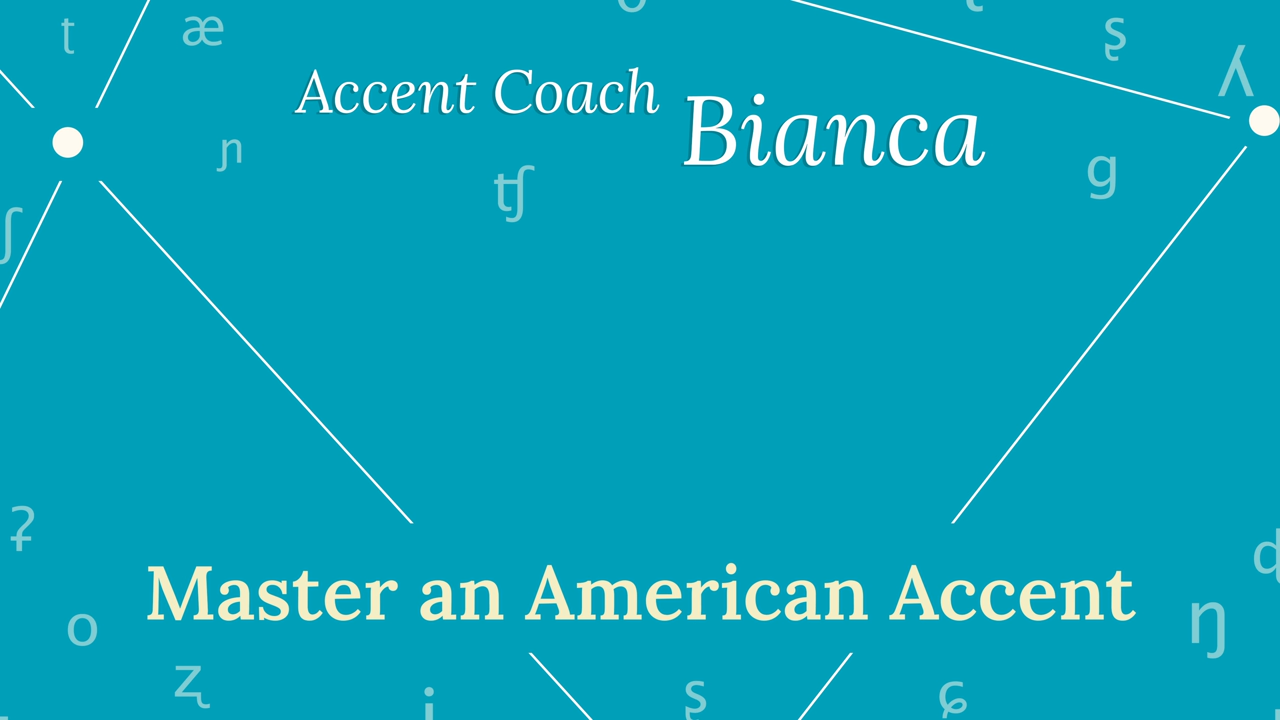 t
æ
ʂ
ʎ
Accent Coach Bianca
ɲ
ʧ
g
ʃ
ʔ
Master an American Accent
o
ŋ
ʐ
i
ʂ
ɕ